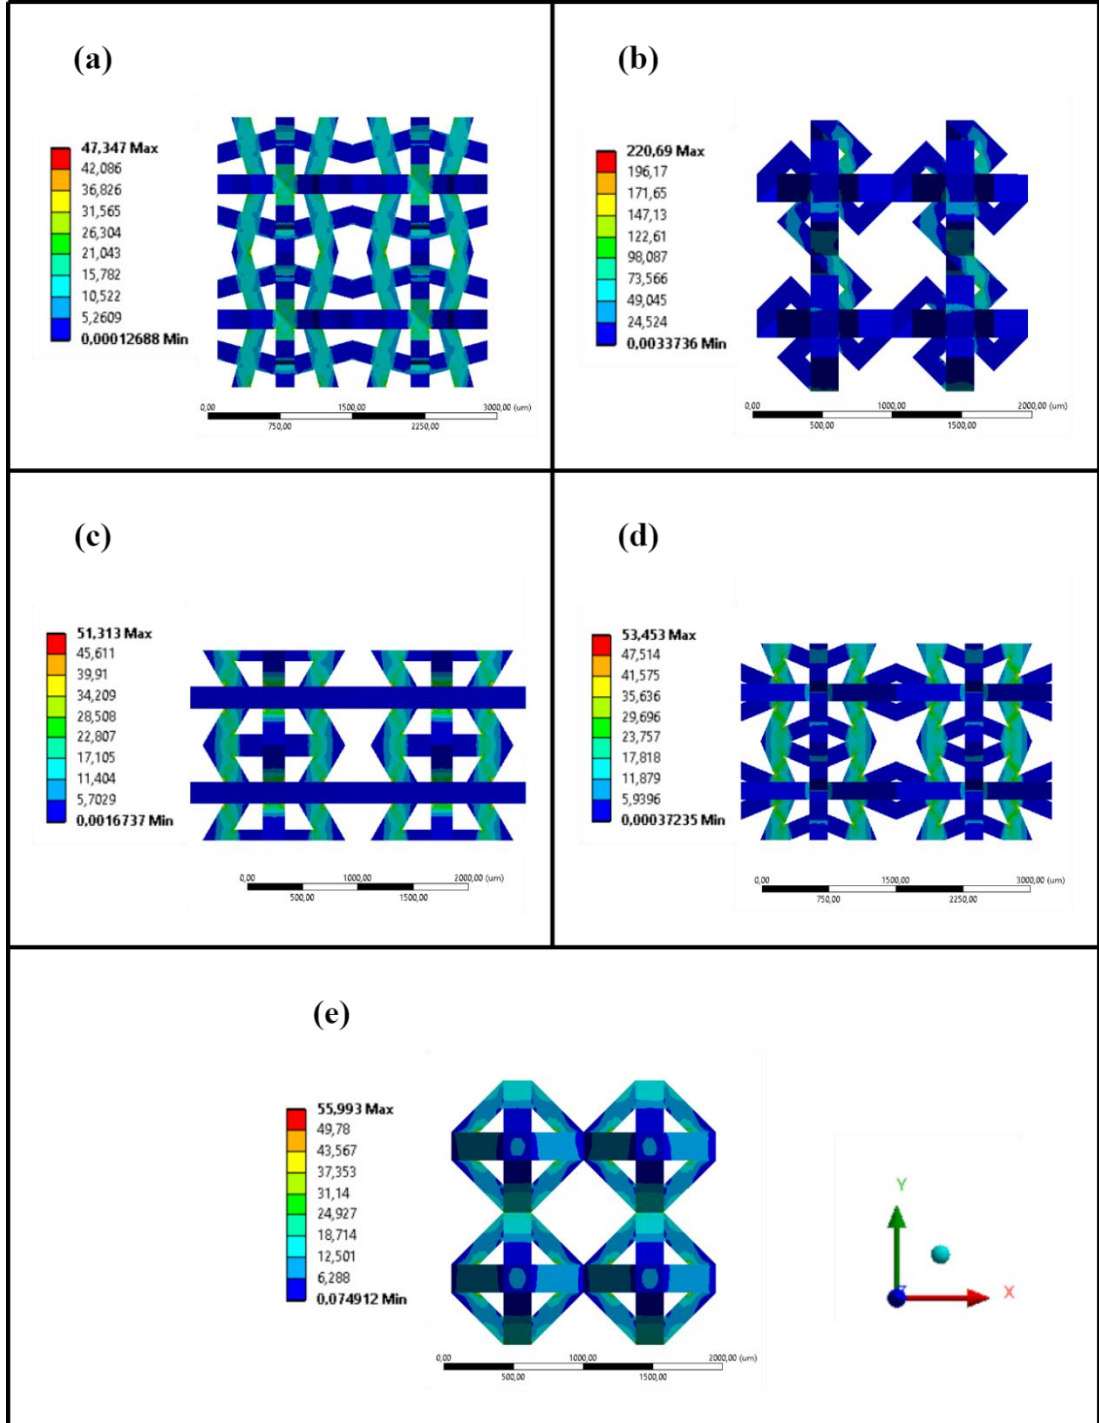 (a)
47,347 Max
42,086
36,826
31,565
26,304
21,043
15,782
10,522
5,2609
0,00012688 Min
0,00 1500,00 3000,00 (um)
750,00 2250,00
(b)
220,69 Max
196,17
171,65
147,13
122,61
98,087
73,566
49,045
24,524
0,0033736 Min
0,00 1000,00 2000,00 (um)
500,00 1500,00
(c)
51,313 Max
45,611
39,91
34,209
28,508
22,807
17,105
11,404
5,7029
0,0016737 Min
0,00 1000,00 2000,00 (um)
500,00 1500,00
(d)
53,453 Max
47,514
41,575
35,636
29,696
23,757
17,818
11,879
5,9396
0,00037235 Min
0,00 1500,00 3000,00 (um)
750,00 2250,00
(e)
55,993 Max
49,78
43,567
37,353
31,14
24,927
18,714
12,501
6,288
0,074912 Min
0,00 1000,00 2000,00 (um)
500,00 1500,00
Y
Z
X